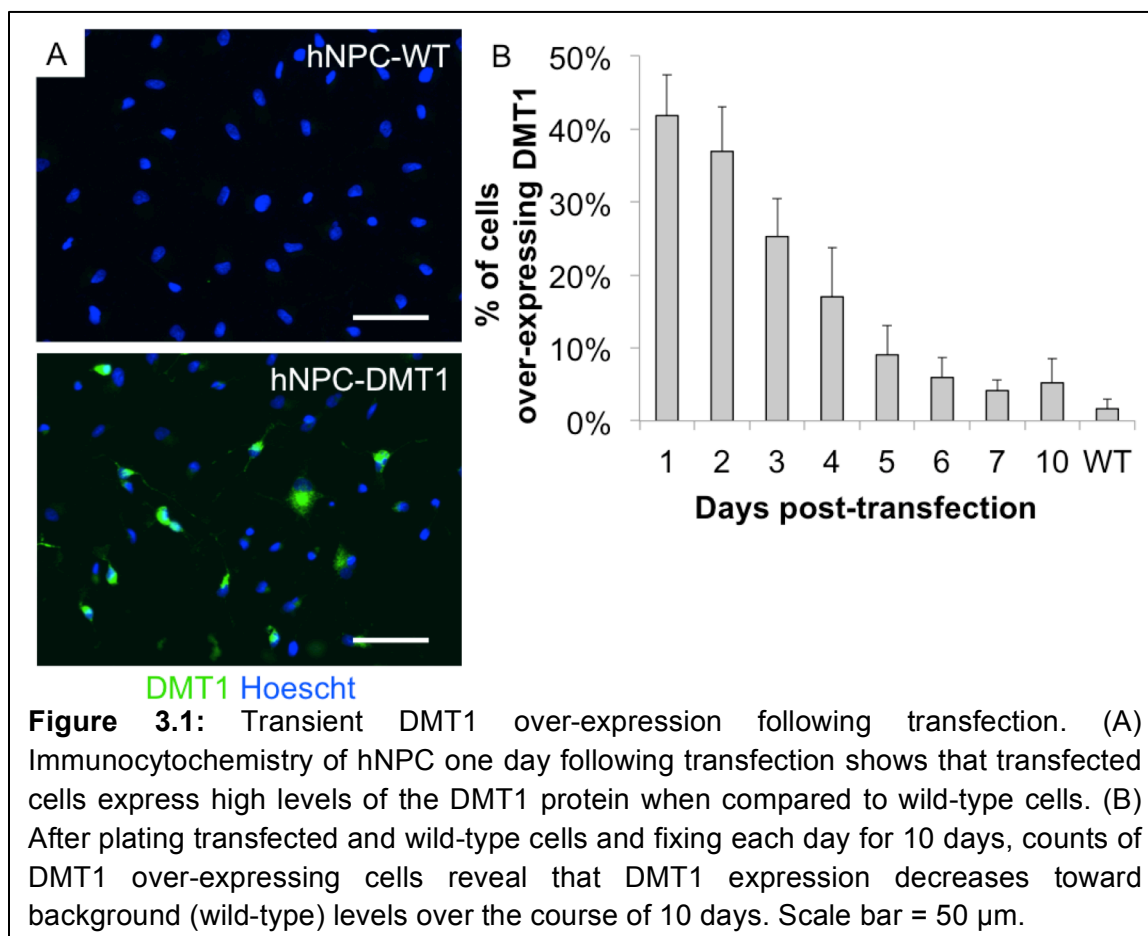 A
hNPC-WT
hNPC-DMT1
DMT1 Hoescht
B
% of cells
over-expressing DMT1
50%
40%
30%
20%
10%
0%
1 2 3 4 5 6 7 10 WT
Days post-transfection
Figure 3.1: Transient DMT1 over-expression following transfection. (A)
Immunocytochemistry of hNPC one day following transfection shows that transfected
cells express high levels of the DMT1 protein when compared to wild-type cells. (B)
After plating transfected and wild-type cells and fixing each day for 10 days, counts of
DMT1 over-expressing cells reveal that DMT1 expression decreases toward
background (wild-type) levels over the course of 10 days. Scale bar = 50 µm.